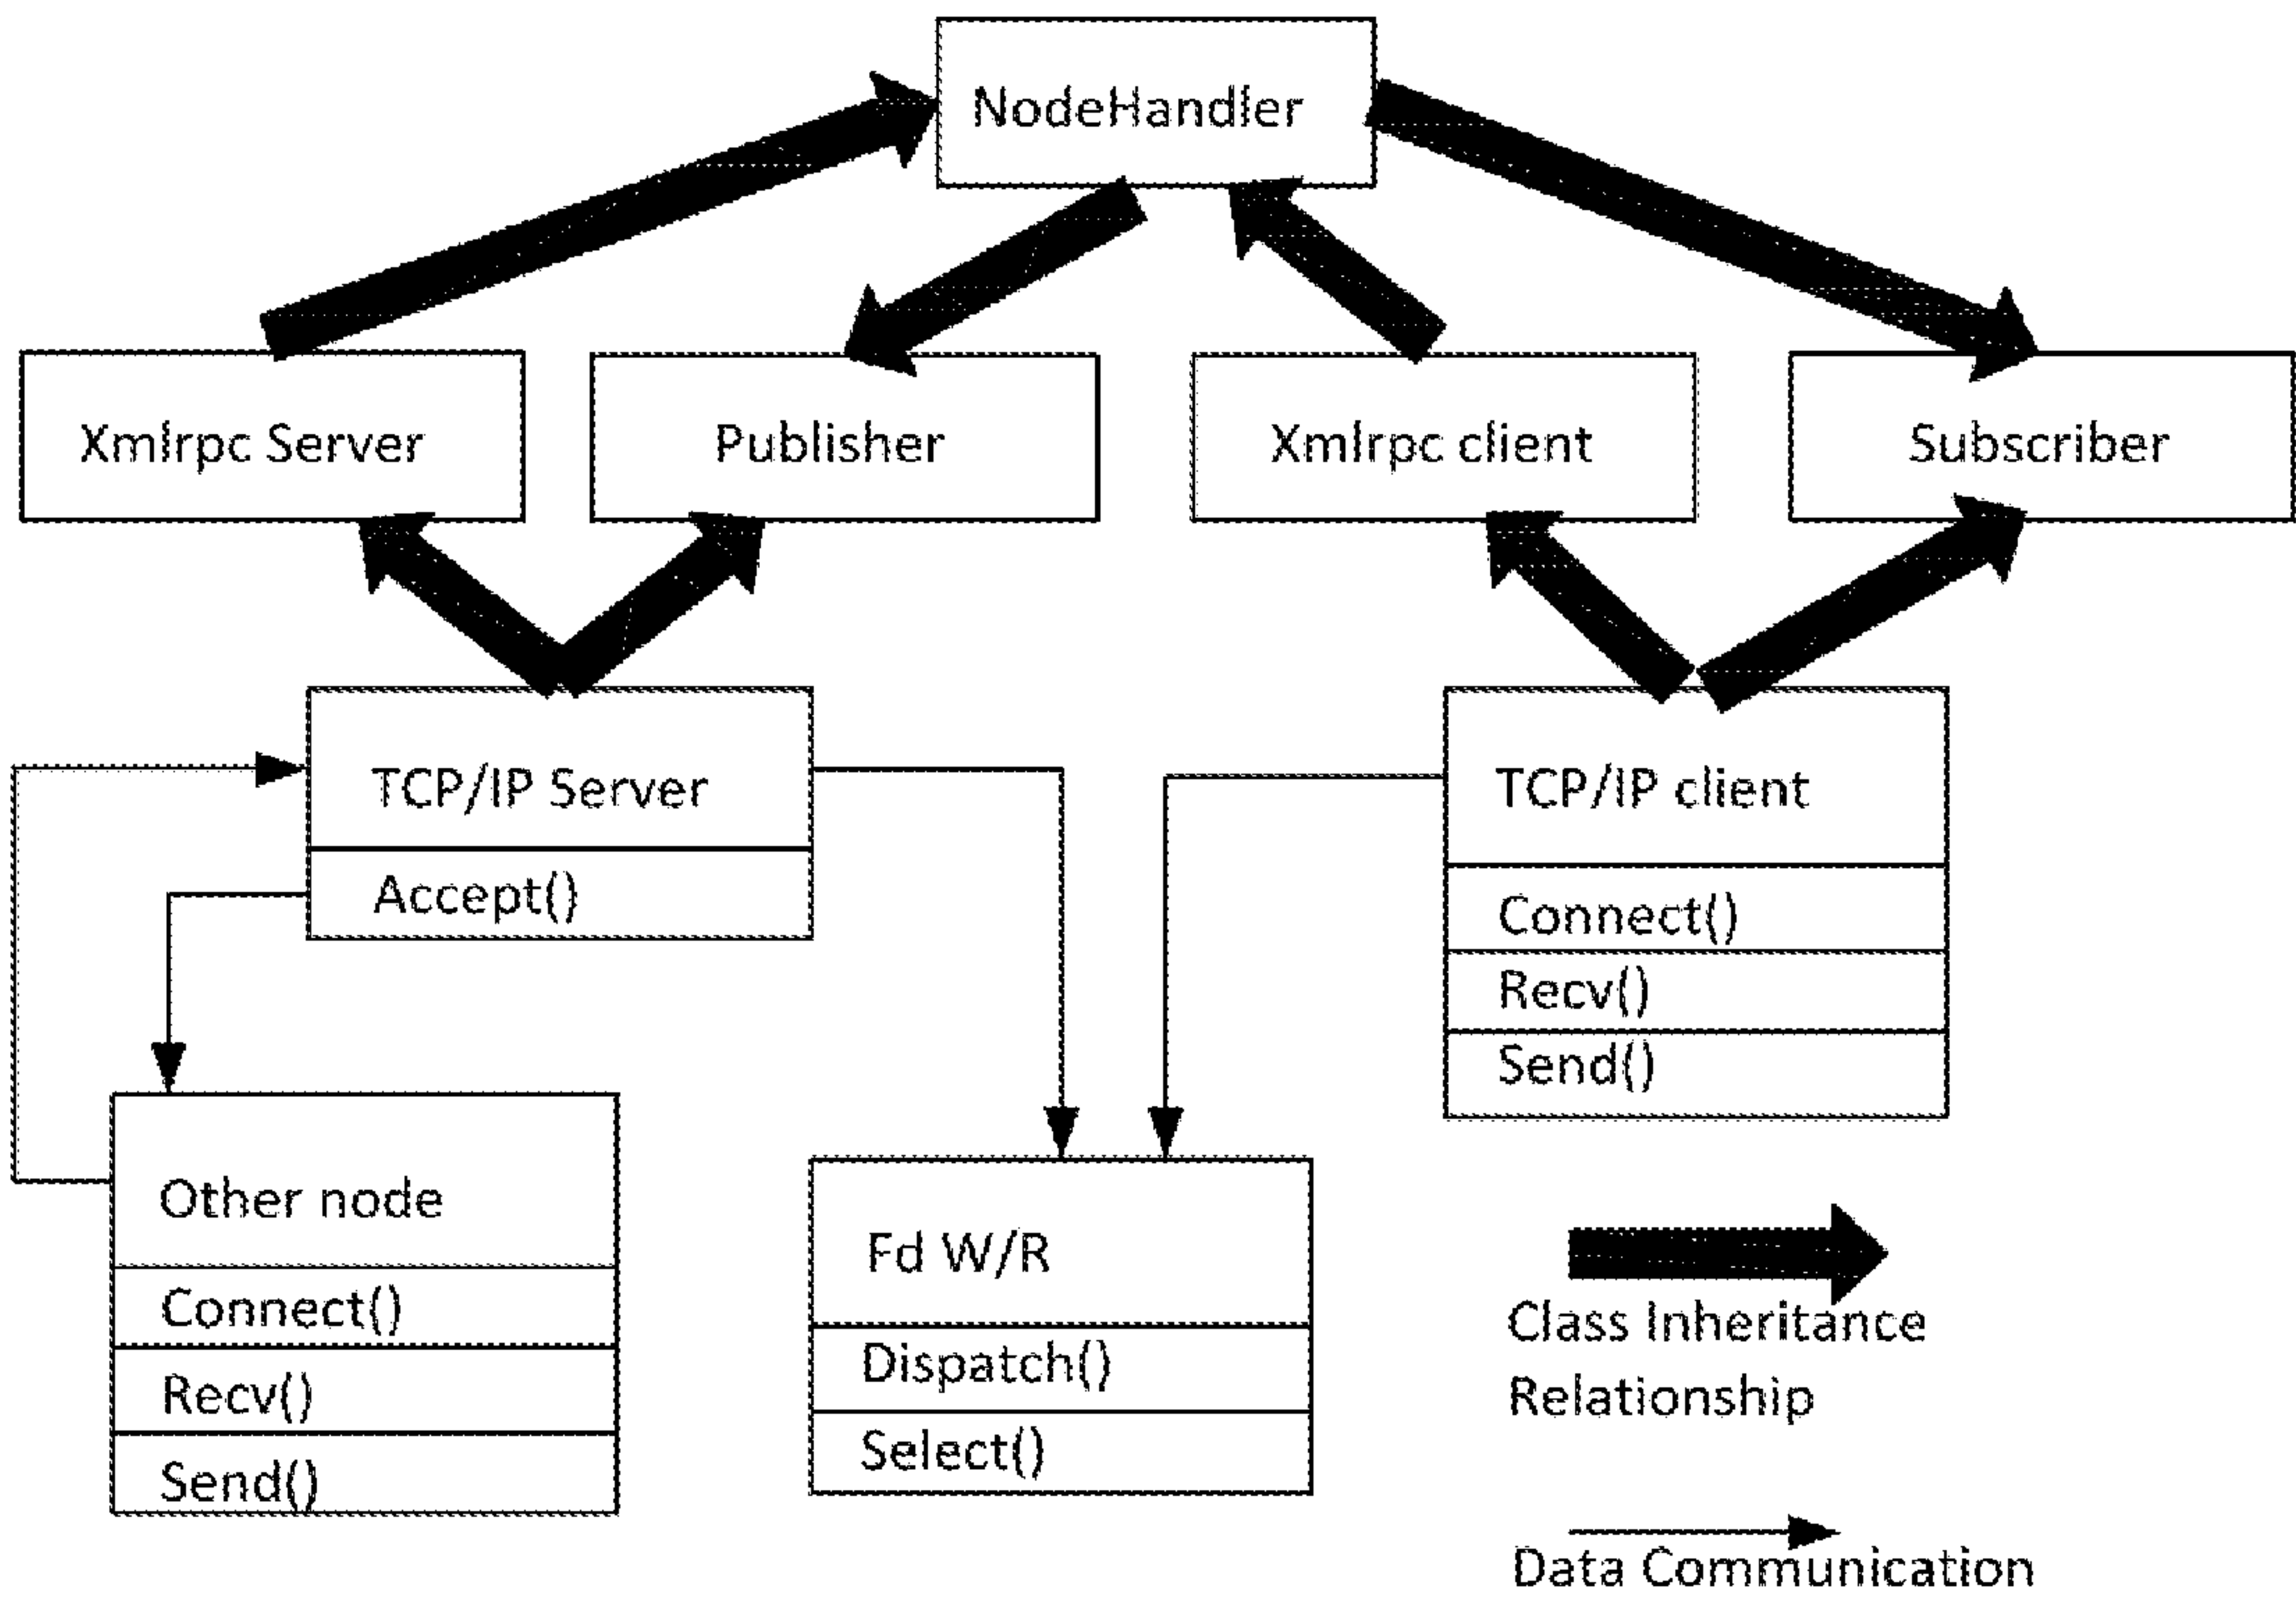 NodeHandler
Xmlrpc Server
Publisher
Xmlrpc client
Subscriber
TCP/IP Server
Accept()
TCP/IP client
Connect()
Recv()
Send()
Other node
Connect()
Recv()
Send()
Fd W/R
Dispatch()
Select()
Class Inheritance
Relationship
Data Communication